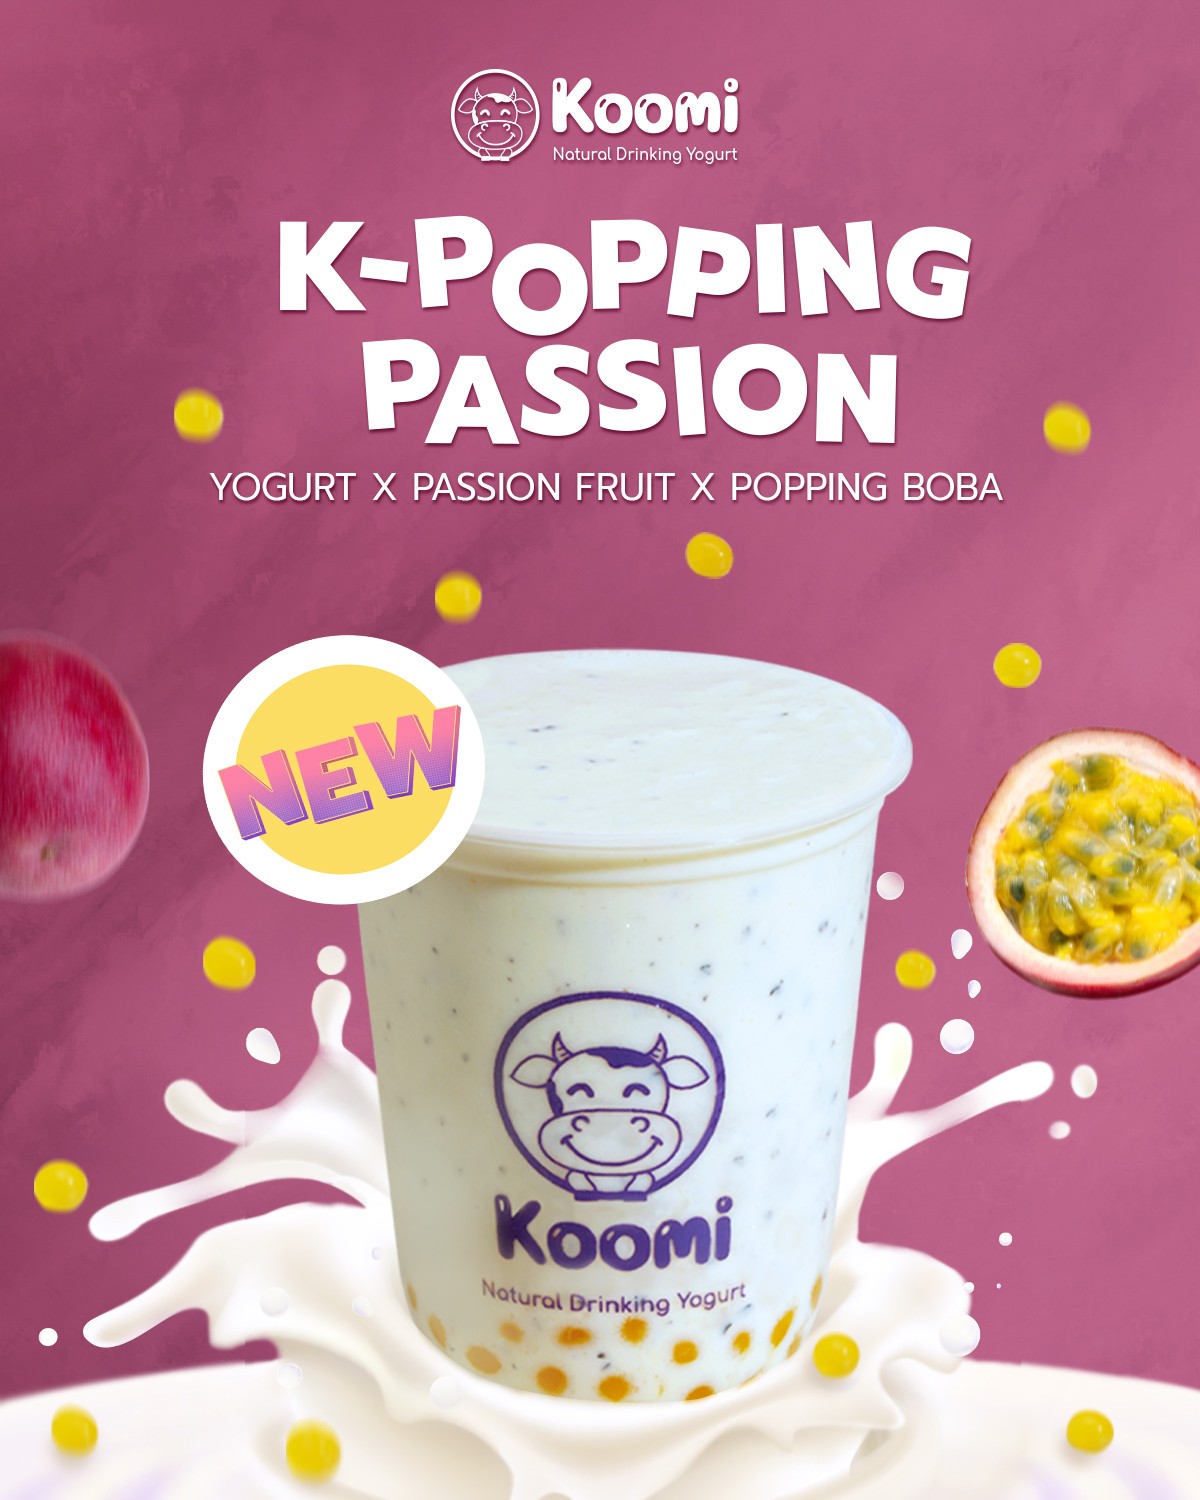 Koomi
Natural Drinking Yogurt
K-POPPING
PASSION
YOGURT X PASSION FRUIT X POPPING BOBA
NEW
Koomi
Natural Drinking Yogurt